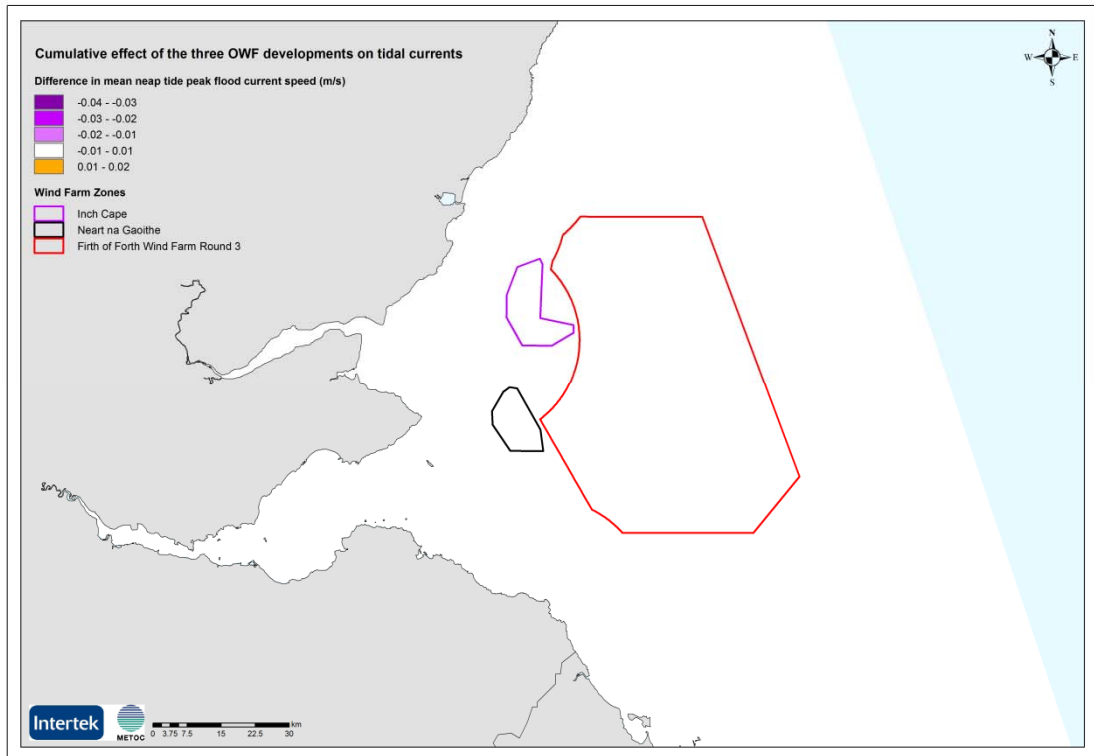 Cumulative effect of the three OWF developments on tidal currents
Difference in mean neap tide peak flood current speed (m/s)
-0.04 - -0.03
-0.03 - -0.02
-0.02 - -0.01
-0.01 - 0.01
0.01 - 0.02
Wind Farm Zones
Inch Cape
Neart na Gaoithe
Firth of Forth Wind Farm Round 3
N
W E
S
Intertek
METOC
km
0 3.75 7.5 15 22.5 30